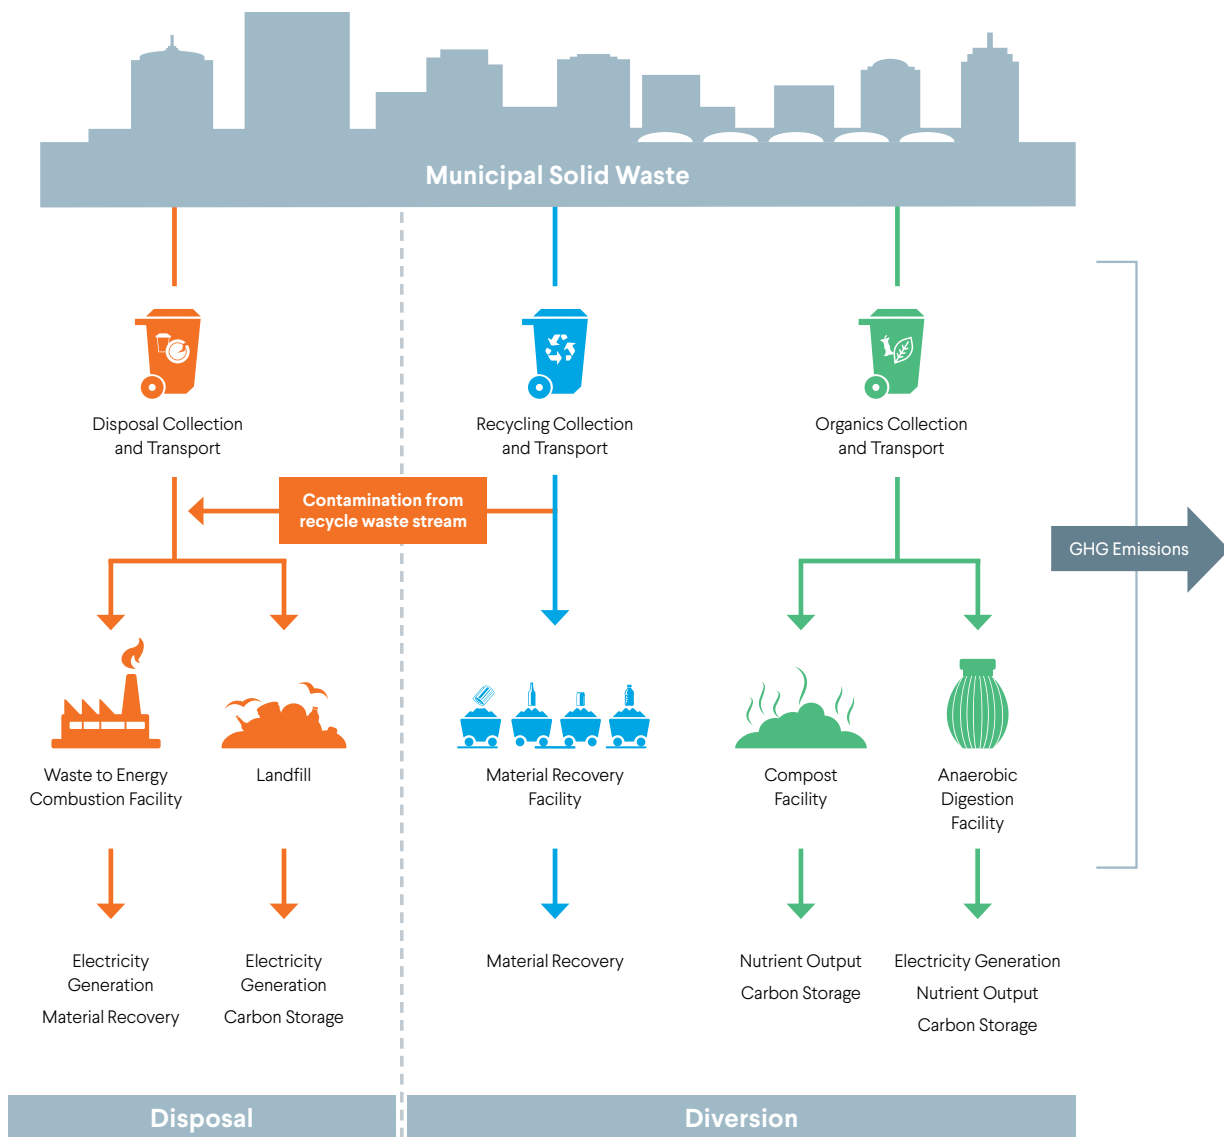 Municipal Solid Waste
Disposal Collection
and Transport
Recycling Collection
and Transport
Organics Collection
and Transport
Contamination from
recycle waste stream
GHG Emissions
Waste to Energy
Combustion Facility
Landfill
Material Recovery
Facility
Compost
Facility
Anaerobic
Digestion
Facility
Electricity
Generation
Material Recovery
Electricity
Generation
Carbon Storage
Material Recovery
Nutrient Output
Carbon Storage
Electricity Generation
Nutrient Output
Carbon Storage
Disposal
Diversion